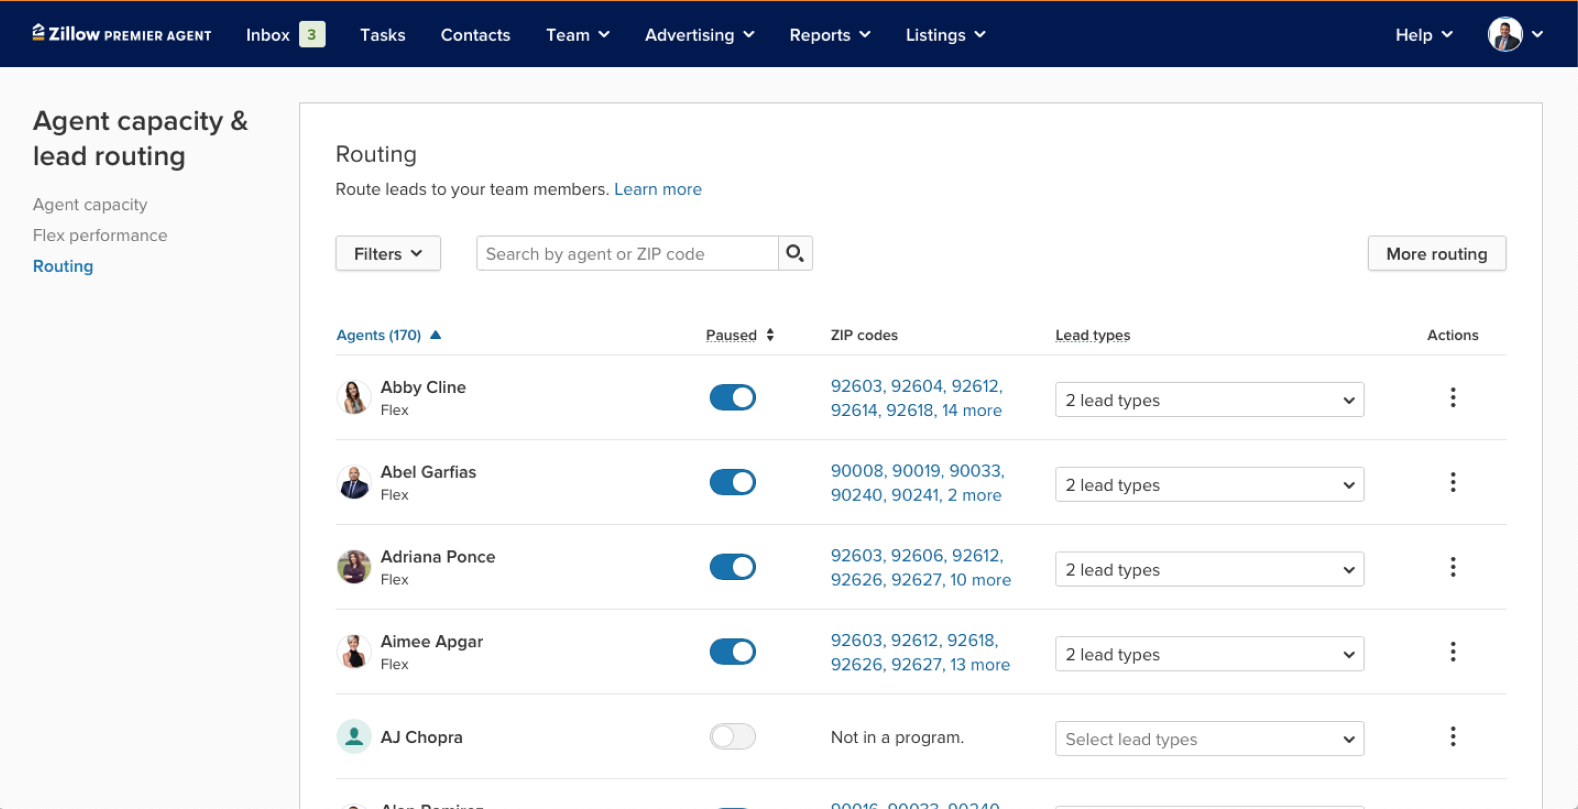 Zillow PREMIER AGENT Inbox 3 Tasks Contacts Team Advertising Reports Listings Help
Agent capacity &
lead routing
Agent capacity
Flex performance
Routing
Routing
Route leads to your team members. Learn more
Filters Search by agent or ZIP code More routing
Agents (170) Paused ZIP codes Lead types Actions
Abby Cline
Flex
92603, 92604, 92612,
92614, 92618, 14 more
2 lead types
Abel Garfias
Flex
90008, 90019, 90033,
90240, 90241, 2 more
2 lead types
Adriana Ponce
Flex
92603, 92606, 92612,
92626, 92627, 10 more
2 lead types
Aimee Apgar
Flex
92603, 92612, 92618,
92626, 92627, 13 more
2 lead types
AJ Chopra
Not in a program.
Select lead types
90016, 90033, 90240